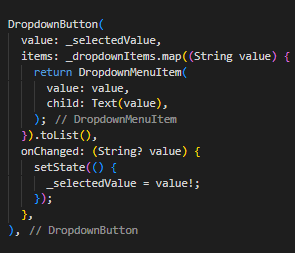 DropdownButton(
  value: _selectedValue,
  items: _dropdownItems.map((String value) {
    return DropdownMenuItem(
      value: value,
      child: Text(value),
    ); // DropdownMenuItem
  }).toList(),
  onChanged: (String? value) {
    setState(() {
      _selectedValue = value!;
    });
  },
), // DropdownButton